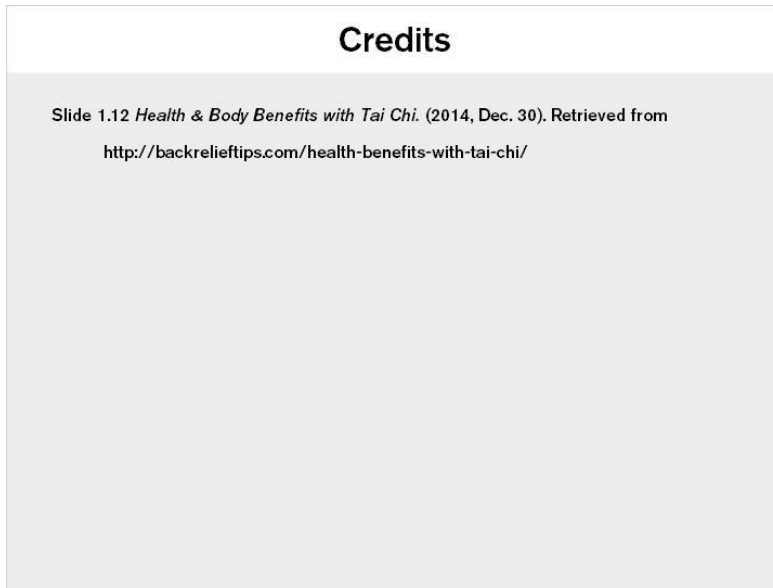 Credits
Slide 1.12 Health & Body Benefits with Tai Chi. (2014, Dec. 30). Retrieved from
http://backrelieftips.com/health-benefits-with-tai-chi/